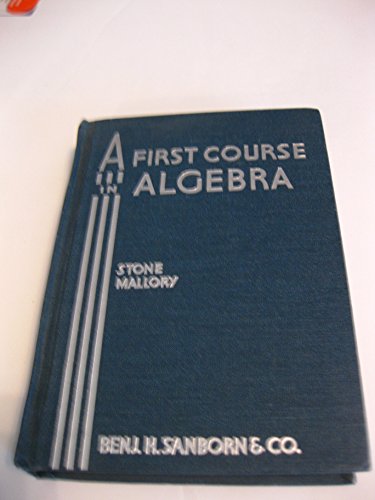 A FIRST COURSE
IN ALGEBRA
STONE
MALLORY
BENJ. H. SANBORN & CO.